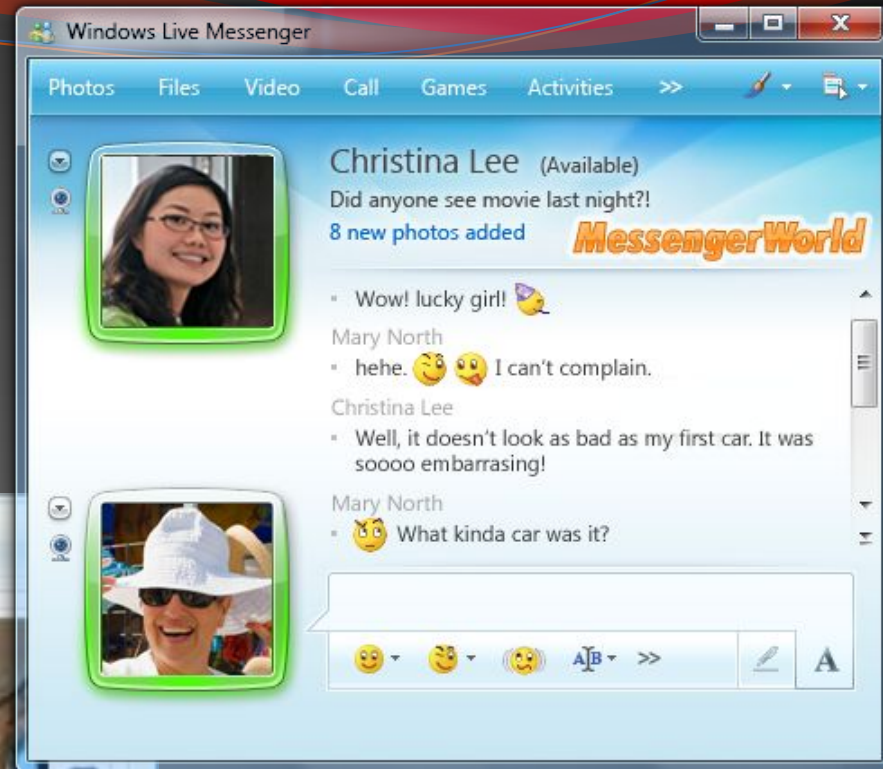 Windows Live Messenger
Photos Files Video Call Games Activities >>
Christina Lee (Available)
Did anyone see movie last night?!
8 new photos added
MessengerWorld
Wow! lucky girl!
Mary North
hehe. I can't complain.
Christina Lee
Well, it doesn't look as bad as my first car. It was
soooo embarrasing!
Mary North
What kinda car was it?
AB >> A